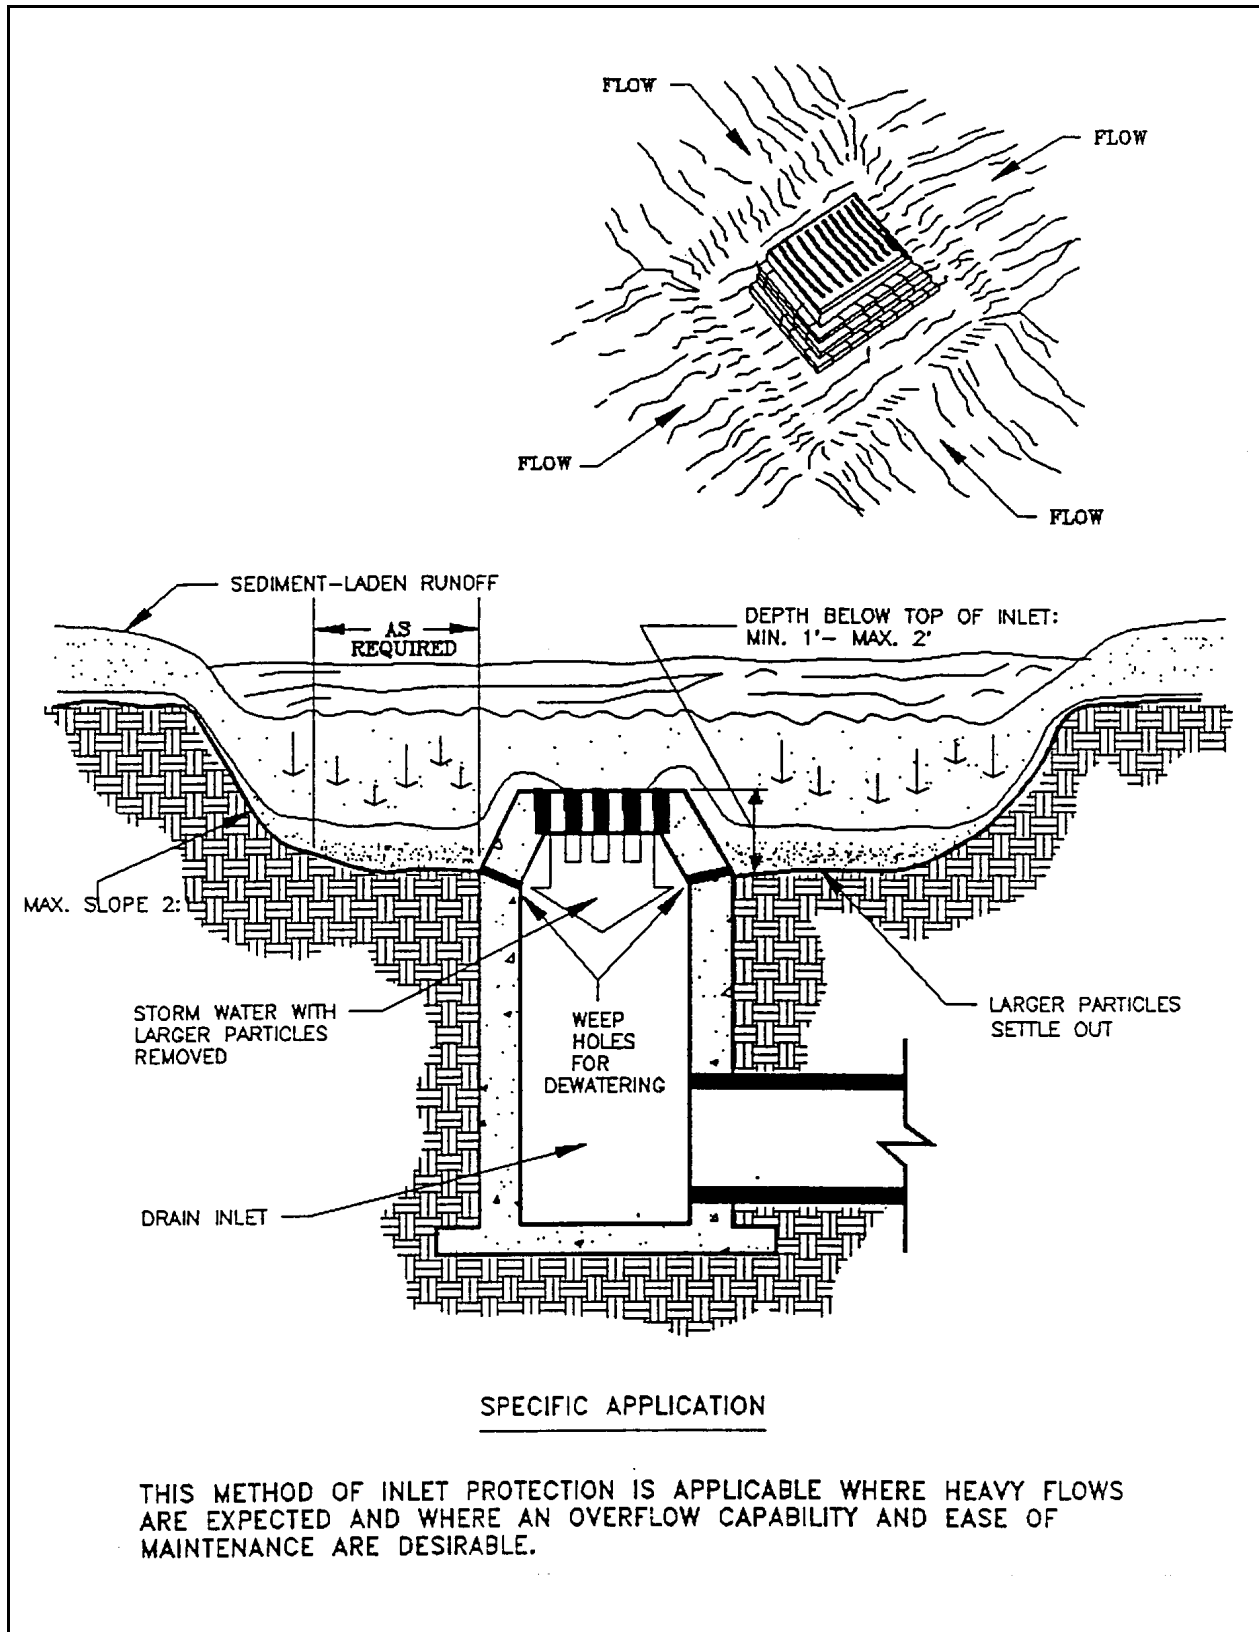 FLOW
FLOW
FLOW
FLOW
SEDIMENT-LADEN RUNOFF
AS
REQUIRED
DEPTH BELOW TOP OF INLET:
MIN. 1'- MAX. 2'
MAX. SLOPE 2:
STORM WATER WITH
LARGER PARTICLES
REMOVED
WEEP
HOLES
FOR
DEWATERING
LARGER PARTICLES
SETTLE OUT
DRAIN INLET
SPECIFIC APPLICATION
THIS METHOD OF INLET PROTECTION IS APPLICABLE WHERE HEAVY FLOWS
ARE EXPECTED AND WHERE AN OVERFLOW CAPABILITY AND EASE OF
MAINTENANCE ARE DESIRABLE.